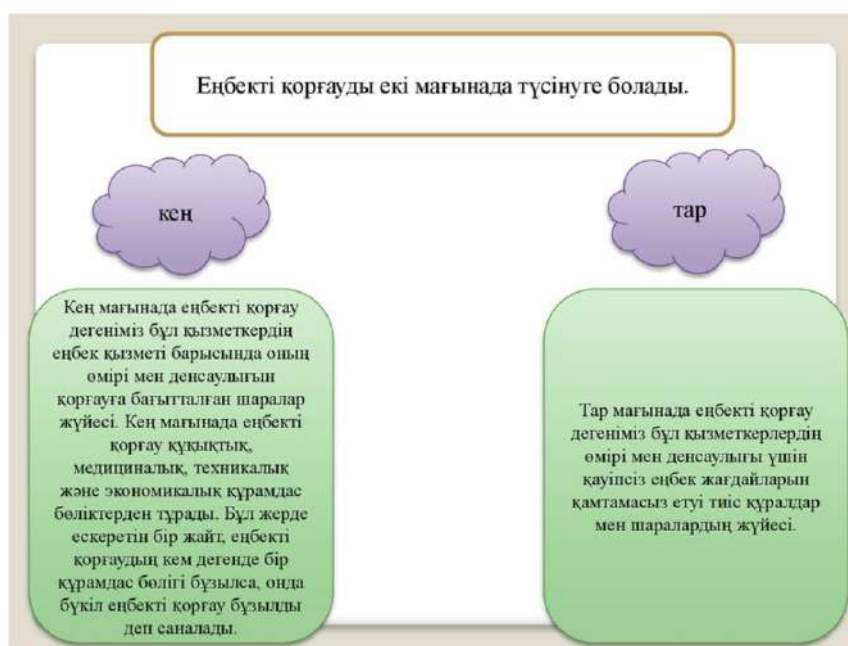 Еңбекті қорғауды екі мағынада түсінуге болады.
кең
тар
Кең мағынада еңбекті қорғау
дегеніміз бұл қызметкердің
еңбек қызметі барысында оның
өмірі мен денсаулығын
қорғауға бағытталған шаралар
жүйесі. Кең мағынада еңбекті
қорғау құқықтық,
медициналық, техникалық
және экономикалық құрамдас
бөліктерден тұрады. Бұл жерде
ескеретін бір жайт, еңбекті
қорғаудың кем дегенде бір
құрамдас бөлігі бұзылса, онда
бүкіл еңбекті қорғау бұзылды
деп саналады.
Тар мағынада еңбекті қорғау
дегеніміз бұл қызметкерлердің
өмірі мен денсаулығы үшін
қауіпсіз еңбек жағдайларын
қамтамасыз етуі тиіс құралдар
мен шаралардың жүйесі.